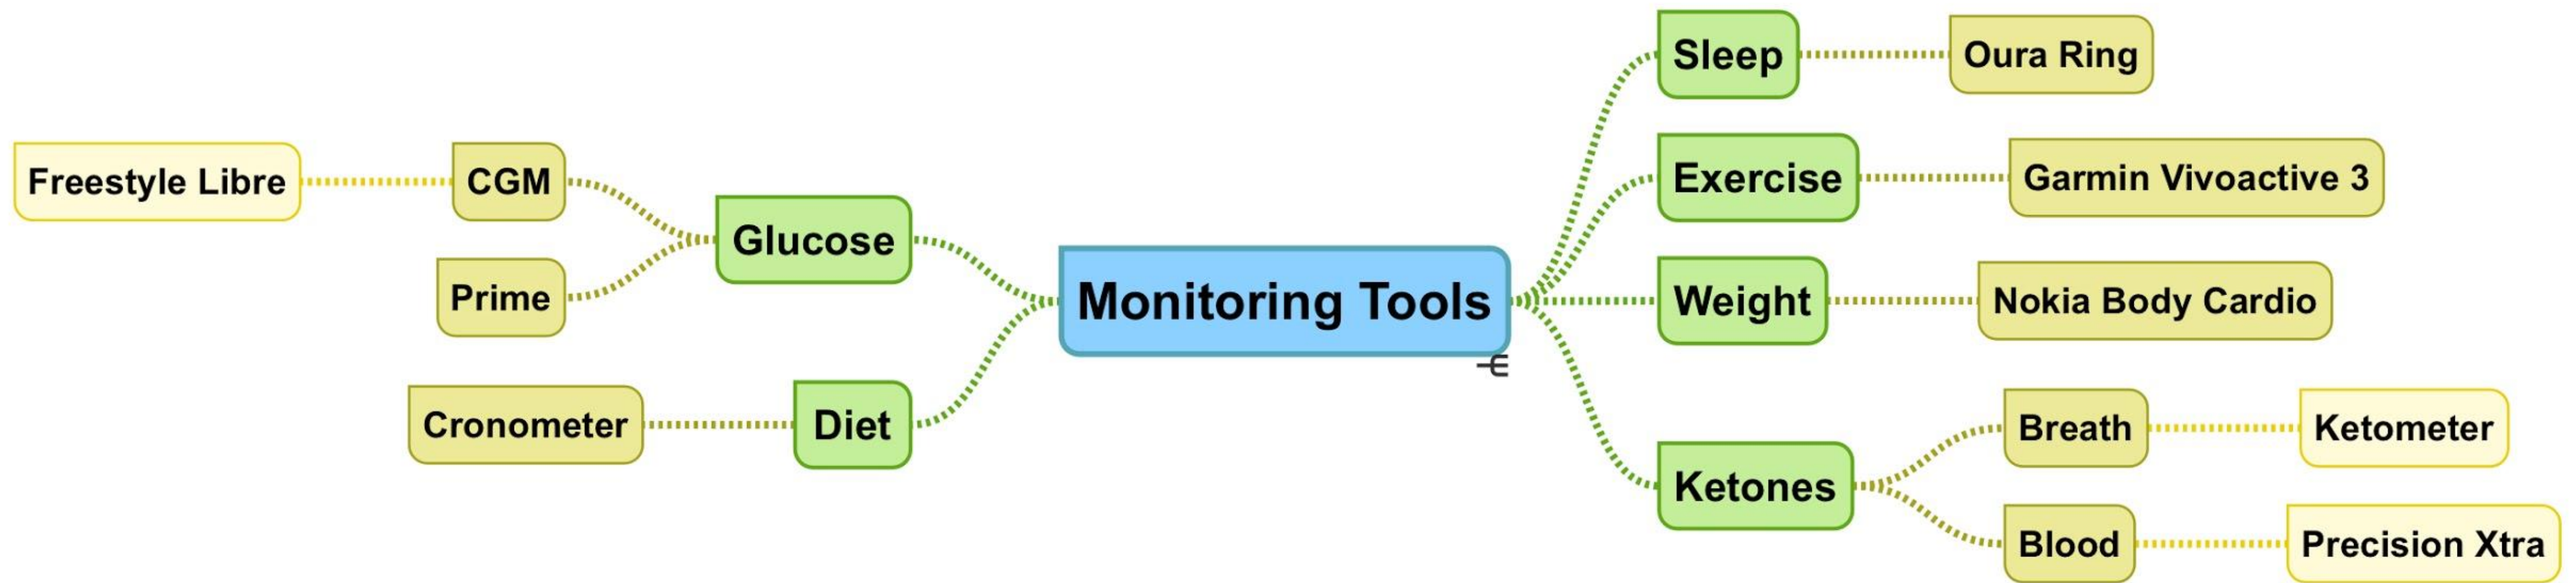 Monitoring Tools
Sleep
Oura Ring
Exercise
Garmin Vivoactive 3
Weight
Nokia Body Cardio
Ketones
Breath
Ketometer
Blood
Precision Xtra
Glucose
CGM
Freestyle Libre
Prime
Diet
Cronometer